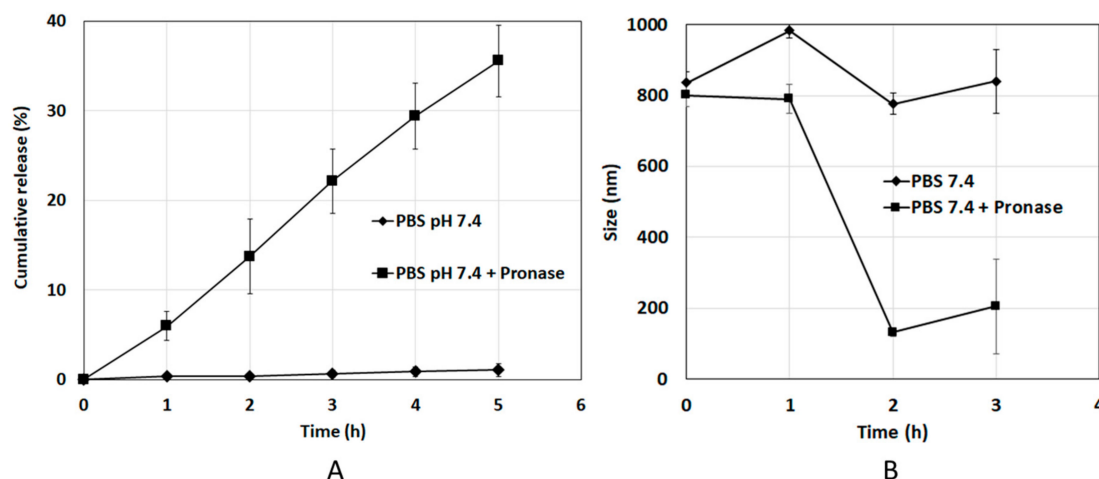 40
30
20
10
0
Cumulative release (%)
PBS pH 7.4
PBS pH 7.4 + Pronase
0 1 2 3 4 5 6
Time (h)
A
1000
800
600
400
200
0
Size (nm)
PBS 7.4
PBS 7.4 + Pronase
0 1 2 3 4
Time (h)
B